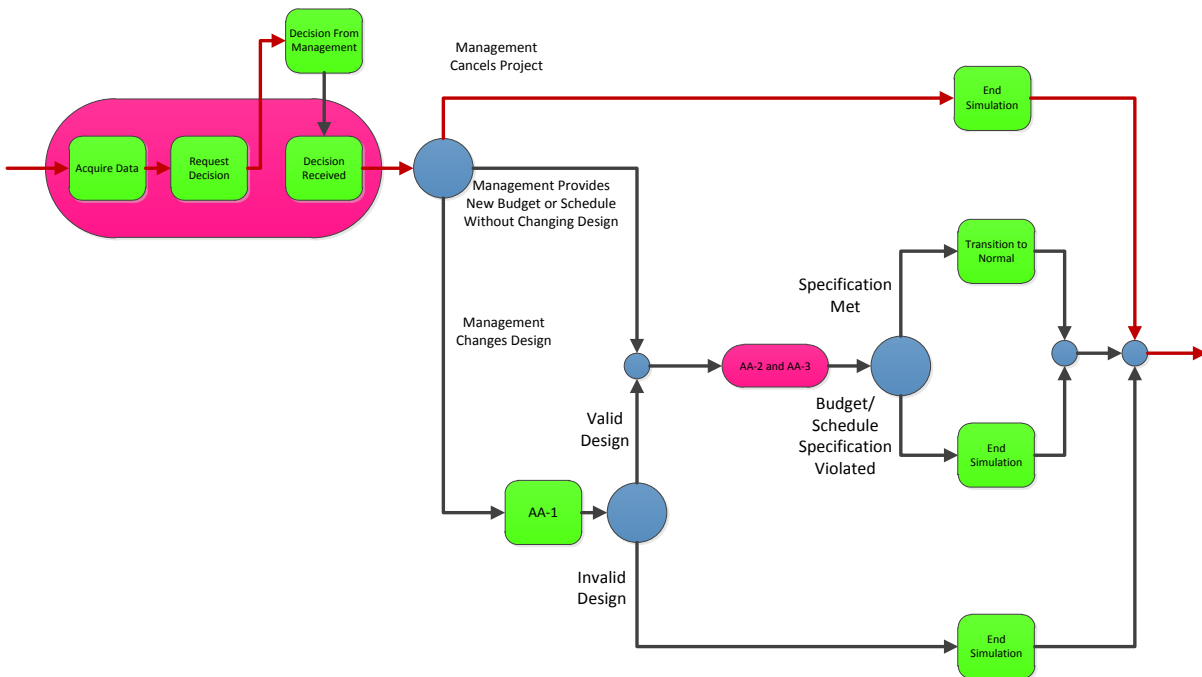 Decision From
Management
Acquire Data
Request
Decision
Decision
Received
Management
Cancels Project
End
Simulation
Management Provides
New Budget or Schedule
Without Changing Design
Management
Changes Design
Transition to
Normal
Specification
Met
AA-2 and AA-3
Budget/
Schedule
Specification
Violated
End
Simulation
Valid
Design
AA-1
Invalid
Design
End
Simulation